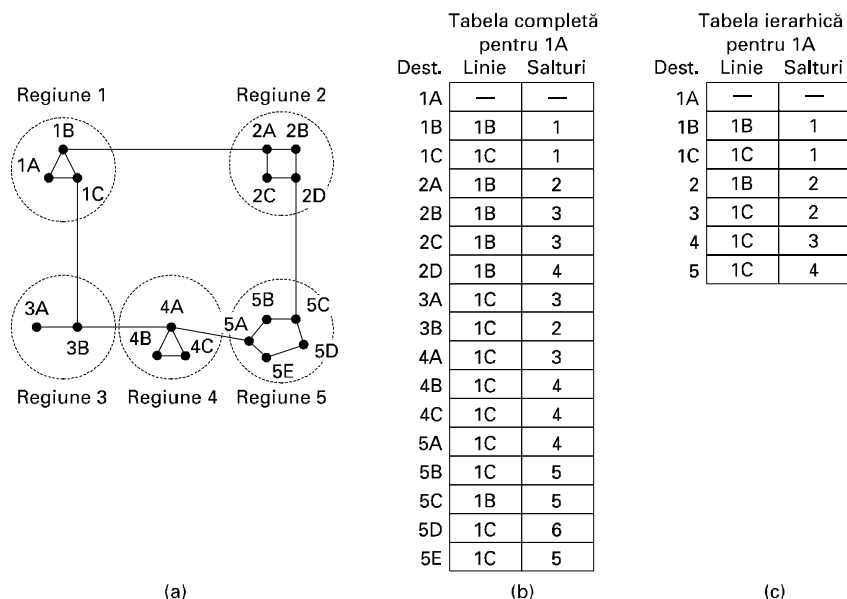 Tabela completă
pentru 1A
Dest. Linie Salturi
1A — —
1B 1B 1
1C 1C 1
2A 1B 2
2B 1B 3
2C 1B 3
2D 1B 4
3A 1C 3
3B 1C 2
4A 1C 3
4B 1C 4
4C 1C 4
5A 1C 4
5B 1C 5
5C 1B 5
5D 1C 6
5E 1C 5
Tabela ierarhică
pentru 1A
Dest. Linie Salturi
1A — —
1B 1B 1
1C 1C 1
2 1B 2
3 1C 2
4 1C 3
5 1C 4
Regiune 1 Regiune 2
1B 2A 2B
1A
1C 2C 2D
3A 4A 5B 5C
5A
3B 4B 4C 5D
5E
Regiune 3 Regiune 4 Regiune 5
(a) (b) (c)